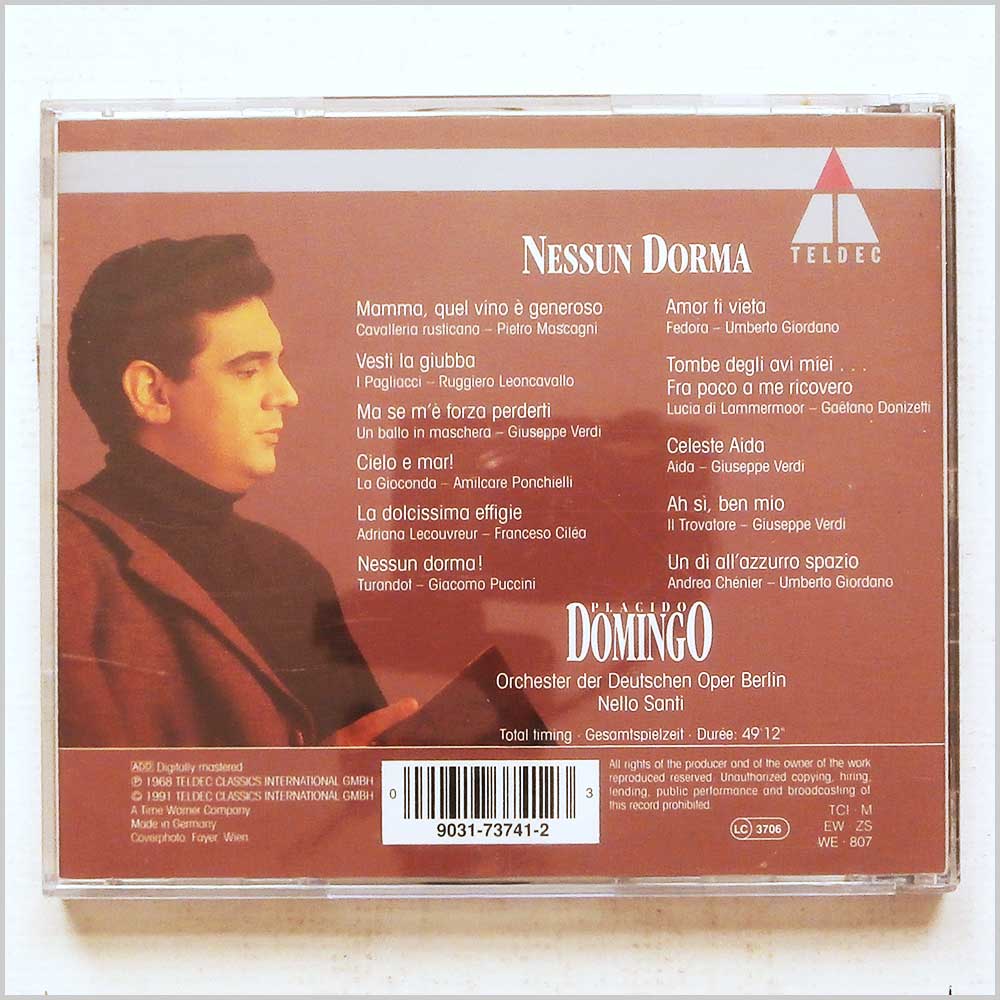 TELDEC
NESSUN DORMA
Mamma, quel vino è generoso
Cavalleria rusticana – Pietro Mascagni
Vesti la giubba
I Pagliacci – Ruggiero Leoncavallo
Ma se m'è forza perderti
Un ballo in maschera – Giuseppe Verdi
Cielo e mar!
La Gioconda – Amilcare Ponchielli
La dolcissima effigie
Adriana Lecouvreur – Franceso Ciléa
Nessun dorma!
Turandot – Giacomo Puccini
Amor ti vieta
Fedora – Umberto Giordano
Tombe degli avi miei . . .
Fra poco a me ricovero
Lucia di Lammermoor – Gaëtano Donizetti
Celeste Aida
Aida – Giuseppe Verdi
Ah sì, ben mio
Il Trovatore – Giuseppe Verdi
Un dì all'azzurro spazio
Andrea Chénier – Umberto Giordano
PLACIDO
DOMINGO
Orchester der Deutschen Oper Berlin
Nello Santi
Total timing · Gesamtspielzeit · Durée: 49'12"
ADD Digitally mastered
℗ 1968 TELDEC CLASSICS INTERNATIONAL GMBH
© 1991 TELDEC CLASSICS INTERNATIONAL GMBH
A Time Warner Company
Made in Germany
Coverphoto: Fayer, Wien
0 3
9031-73741-2
All rights of the producer and of the owner of the work
reproduced reserved. Unauthorized copying, hiring,
lending, public performance and broadcasting of
this record prohibited.
LC 3706
TCI · M
EW · ZS
WE · 807